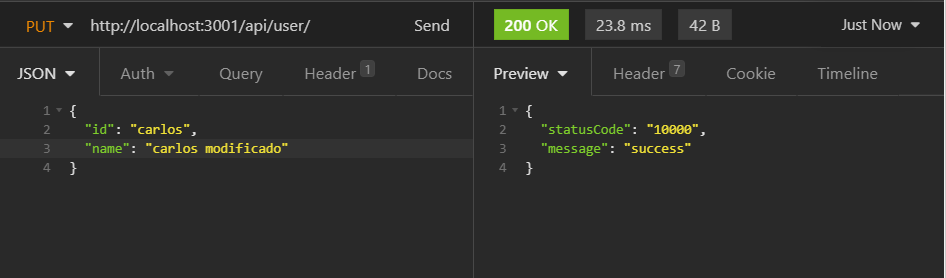 PUT http://localhost:3001/api/user/ Send
200 OK 23.8 ms 42 B Just Now
JSON Auth Query Header 1 Docs
Preview Header 7 Cookie Timeline
1 {
2 "id": "carlos",
3 "name": "carlos modificado"
4 }
1 {
2 "statusCode": "10000",
3 "message": "success"
4 }